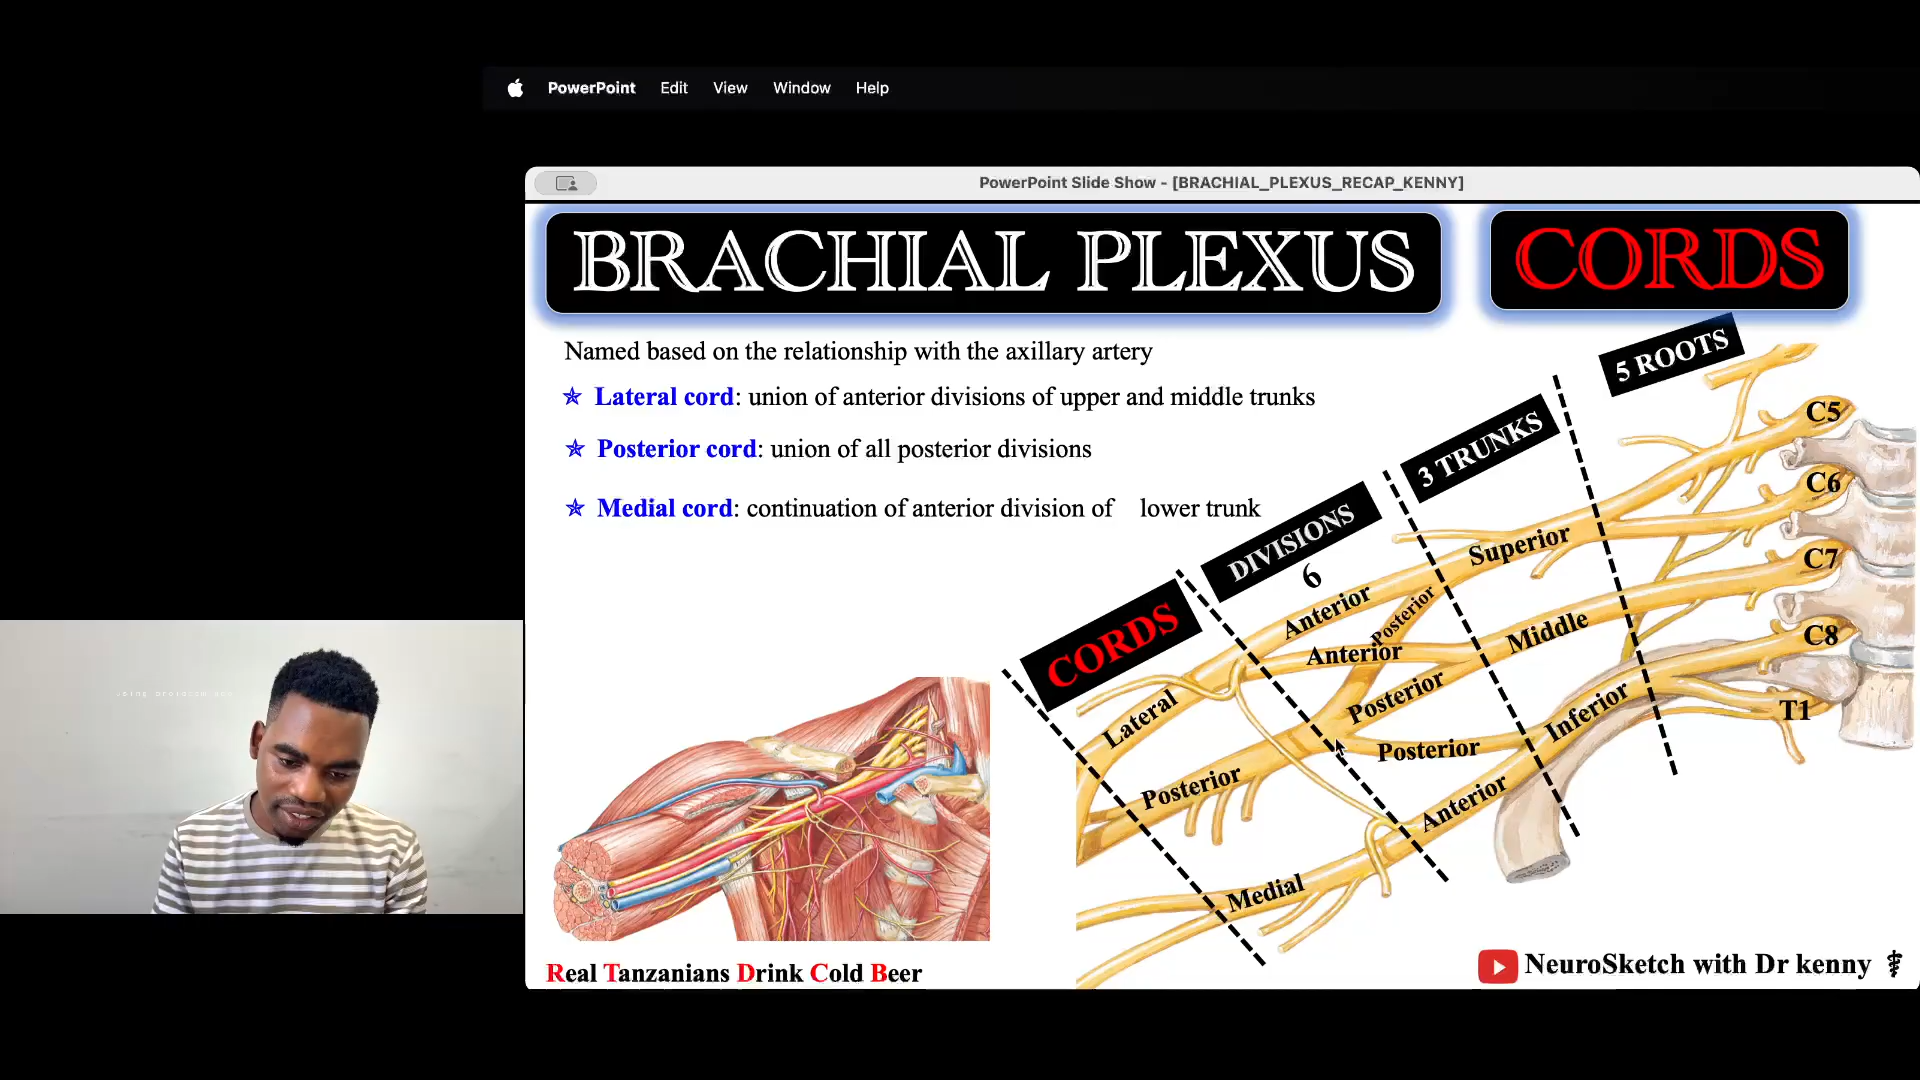 PowerPoint Edit View Window Help
PowerPoint Slide Show - [BRACHIAL_PLEXUS_RECAP_KENNY]
BRACHIAL PLEXUS
CORDS
Named based on the relationship with the axillary artery
Lateral cord: union of anterior divisions of upper and middle trunks
Posterior cord: union of all posterior divisions
Medial cord: continuation of anterior division of lower trunk
5 ROOTS
3 TRUNKS
DIVISIONS
6
CORDS
C5
C6
C7
C8
T1
Superior
Middle
Inferior
Anterior
Posterior
Anterior
Posterior
Posterior
Anterior
Lateral
Posterior
Medial
Real Tanzanians Drink Cold Beer
NeuroSketch with Dr kenny